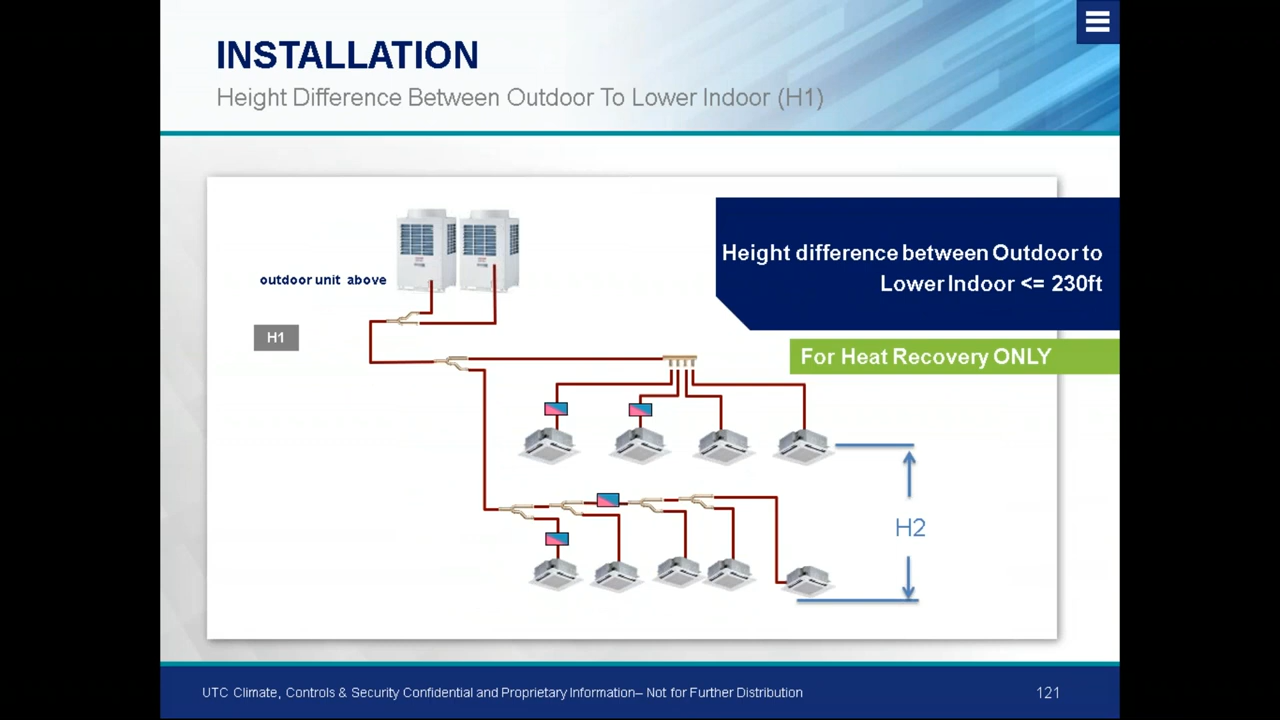 INSTALLATION
Height Difference Between Outdoor To Lower Indoor (H1)
Height difference between Outdoor to
Lower Indoor <= 230ft
outdoor unit above
H1
For Heat Recovery ONLY
H2
UTC Climate, Controls & Security Confidential and Proprietary Information– Not for Further Distribution
121